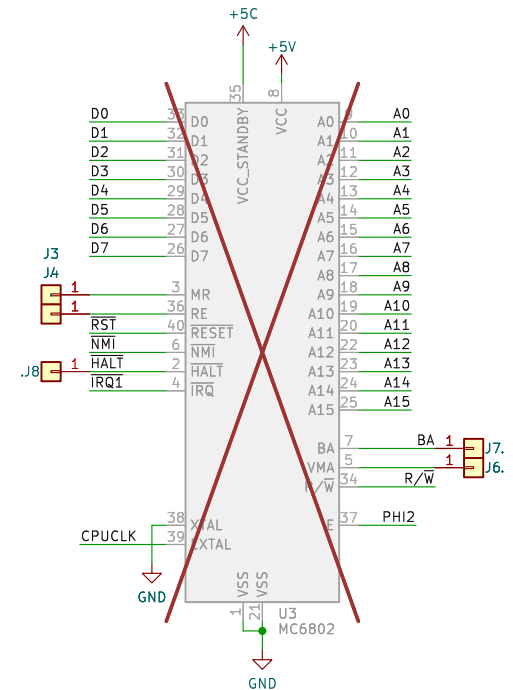 +5C
+5V
35
8
VCC_STANDBY
VCC
D0 33 D0
D1 32 D1
D2 31 D2
D3 30 D3
D4 29 D4
D5 28 D5
D6 27 D6
D7 26 D7
A0 9 A0
A1 10 A1
A2 11 A2
A3 12 A3
A4 13 A4
A5 14 A5
A6 15 A6
A7 16 A7
A8 17 A8
A9 18 A9
A10 19 A10
A11 20 A11
A12 21 A12
A13 23 A13
A14 24 A14
A15 25 A15
J3
J4
1 3 MR
1 36 RE
RST 40 RESET
NMI 6 NMI
.J8 1 HALT 2 HALT
IRQ1 4 IRQ
BA 7 BA 1 J7.
VMA 5 1 J6.
R/W 34 R/W
38 XTAL
CPUCLK 39 EXTAL
E 37 PHI2
GND
VSS
VSS
1
21
U3
MC6802
GND